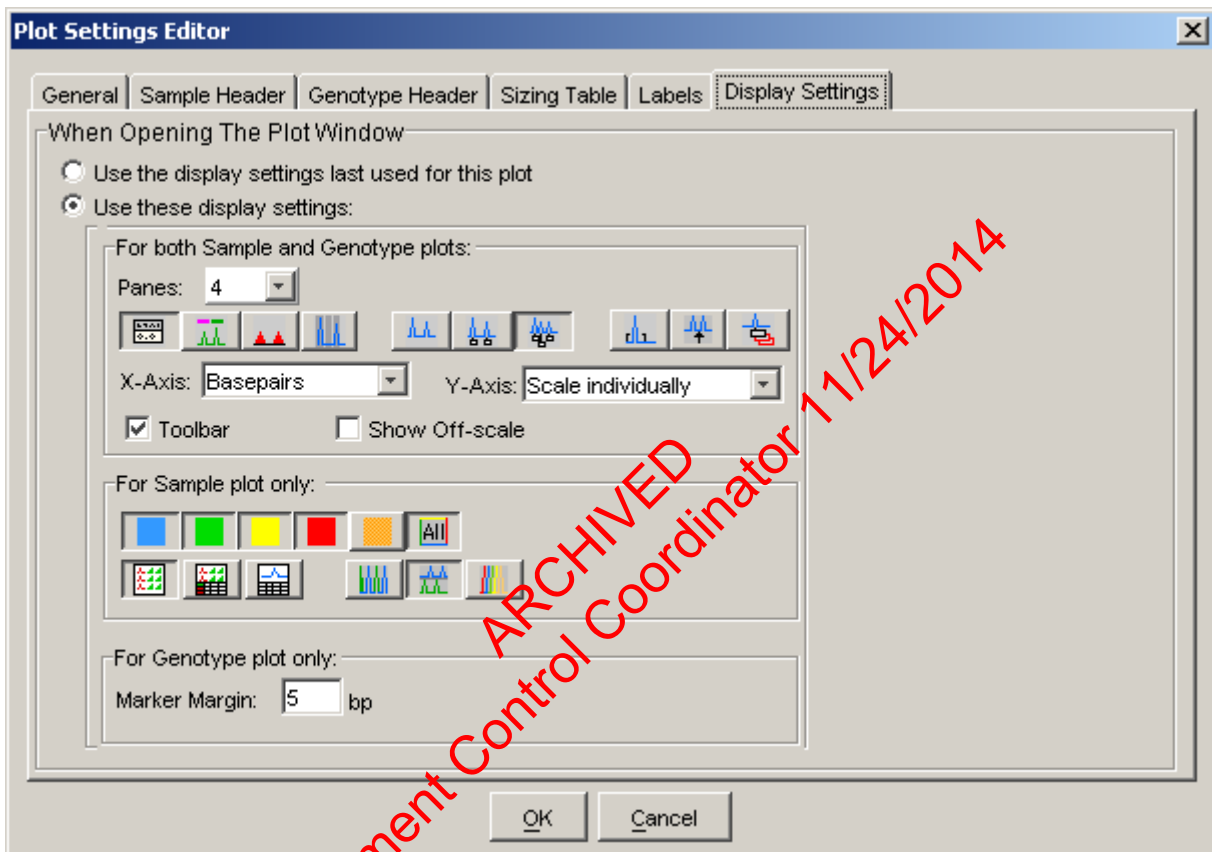 Plot Settings Editor
General Sample Header Genotype Header Sizing Table Labels Display Settings
When Opening The Plot Window
Use the display settings last used for this plot
Use these display settings:
For both Sample and Genotype plots:
Panes: 4
X-Axis: Basepairs Y-Axis: Scale individually
Toolbar Show Off-scale
For Sample plot only:
All
For Genotype plot only:
Marker Margin: 5 bp
OK Cancel
ARCHIVED
ment Control Coordinator 11/24/2014